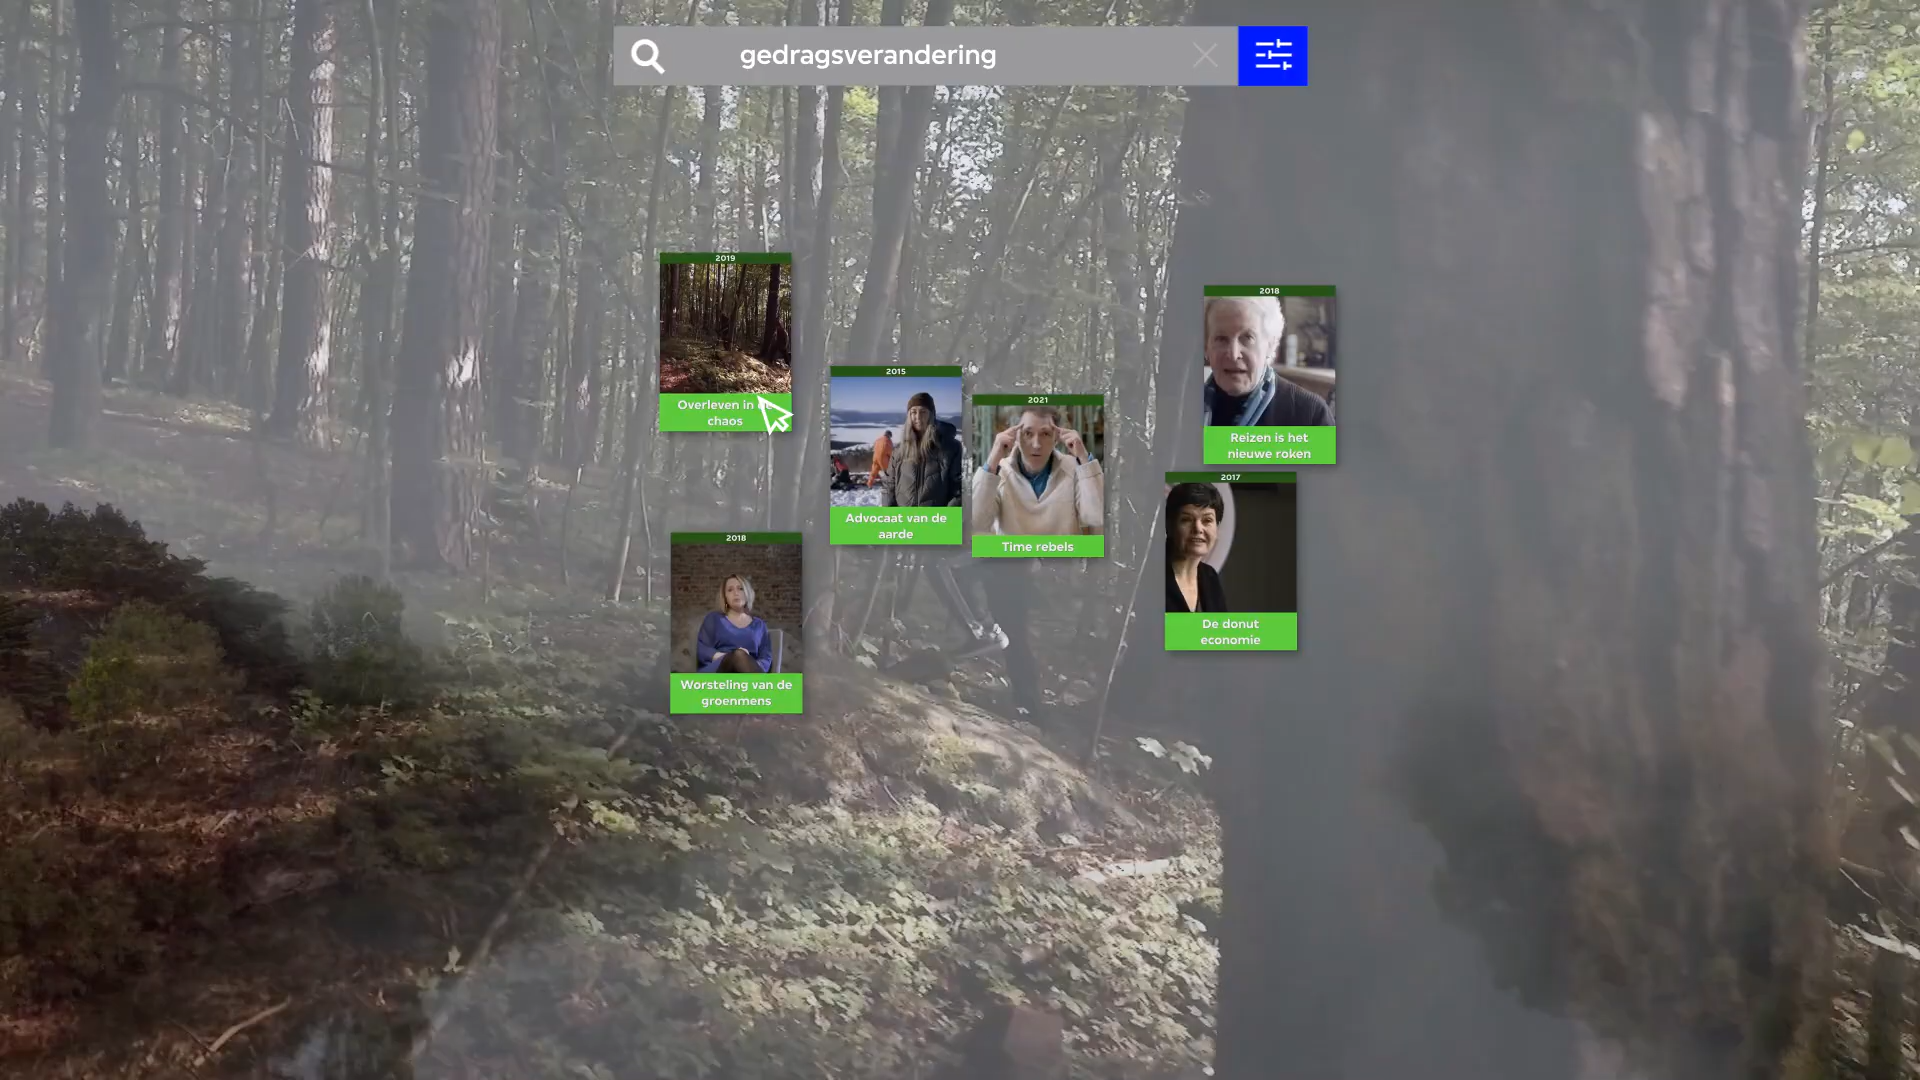 gedragsverandering
2019
Overleven in
chaos
2015
Advocaat van de
aarde
2021
Time rebels
2018
Reizen is het
nieuwe roken
2017
De donut
economie
2018
Worsteling van de
groenmens